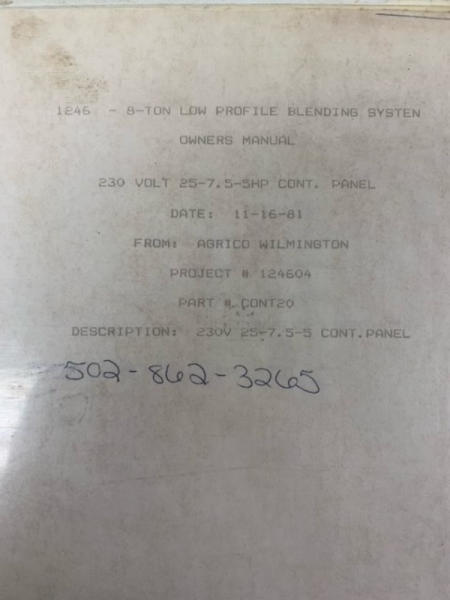 1246 - 8-TON LOW PROFILE BLENDING SYSTEN
OWNERS MANUAL
230 VOLT 25-7.5-5HP CONT. PANEL
DATE: 11-16-81
FROM: AGRICO WILMINGTON
PROJECT # 124604
PART # CONT20
DESCRIPTION: 230V 25-7.5-5 CONT.PANEL
502-862-3265